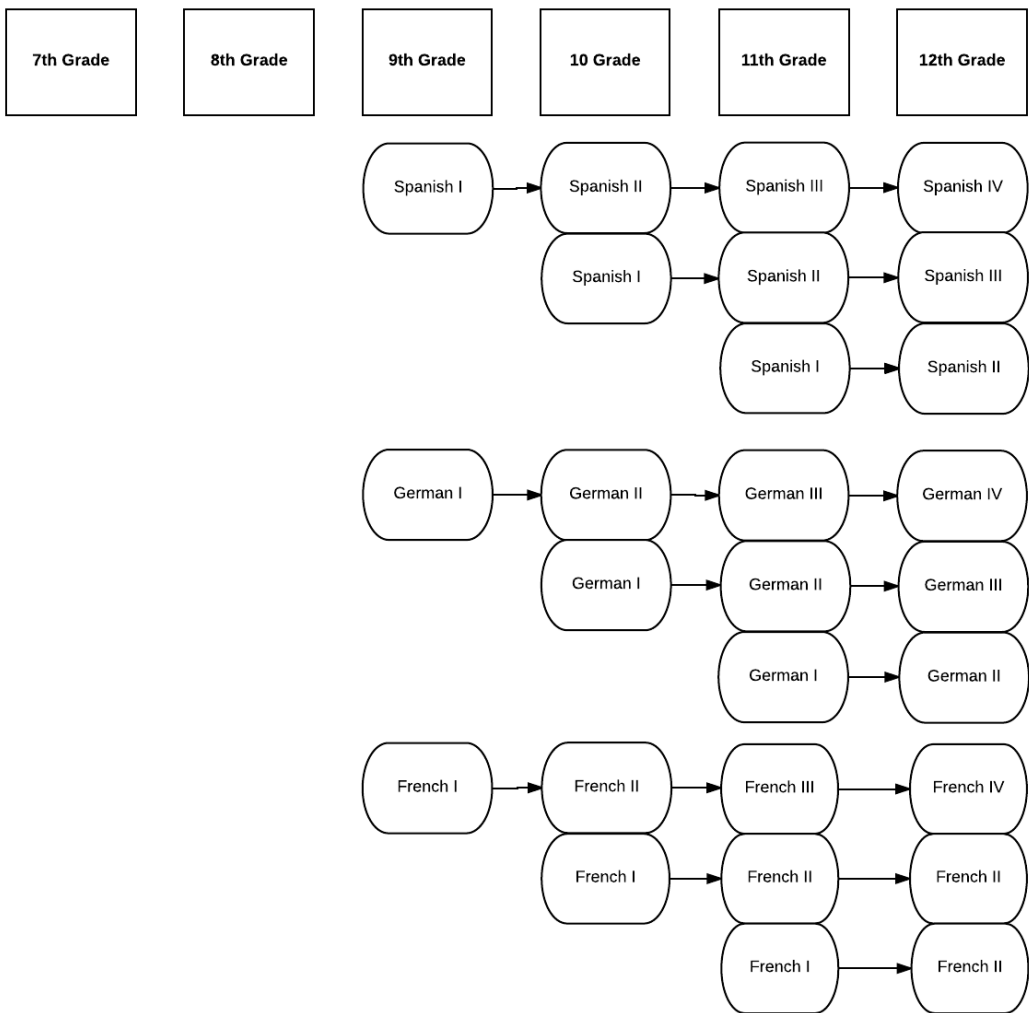 7th Grade
8th Grade
9th Grade
10 Grade
11th Grade
12th Grade
Spanish I
Spanish II
Spanish III
Spanish IV
Spanish I
Spanish II
Spanish III
Spanish I
Spanish II
German I
German II
German III
German IV
German I
German II
German III
German I
German II
French I
French II
French III
French IV
French I
French II
French II
French I
French II